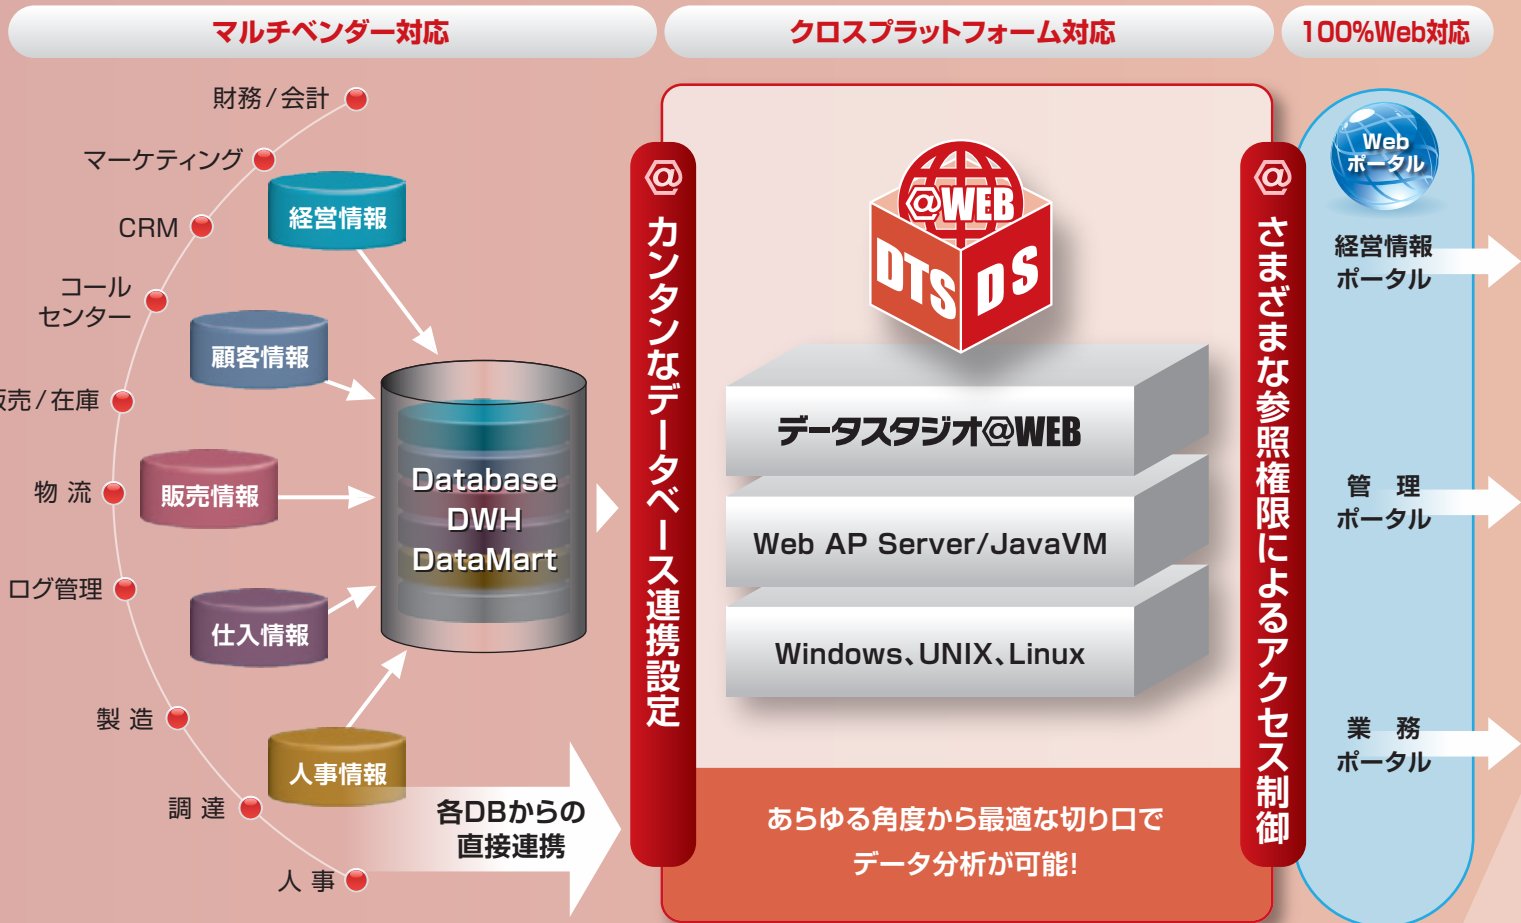 マルチベンダー対応
クロスプラットフォーム対応
100%Web対応
財務/会計
マーケティング
CRM
コール
センター
売/在庫
物 流
ログ管理
製 造
調 達
人 事
経営情報
顧客情報
販売情報
仕入情報
人事情報
Database
DWH
DataMart
各DBからの
直接連携
@ カンタンなデータベース連携設定
@WEB
DTS
DS
データスタジオ@WEB
Web AP Server/JavaVM
Windows、UNIX、Linux
あらゆる角度から最適な切り口で
データ分析が可能!
@ さまざまな参照権限によるアクセス制御
Web
ポータル
経営情報
ポータル
管 理
ポータル
業 務
ポータル